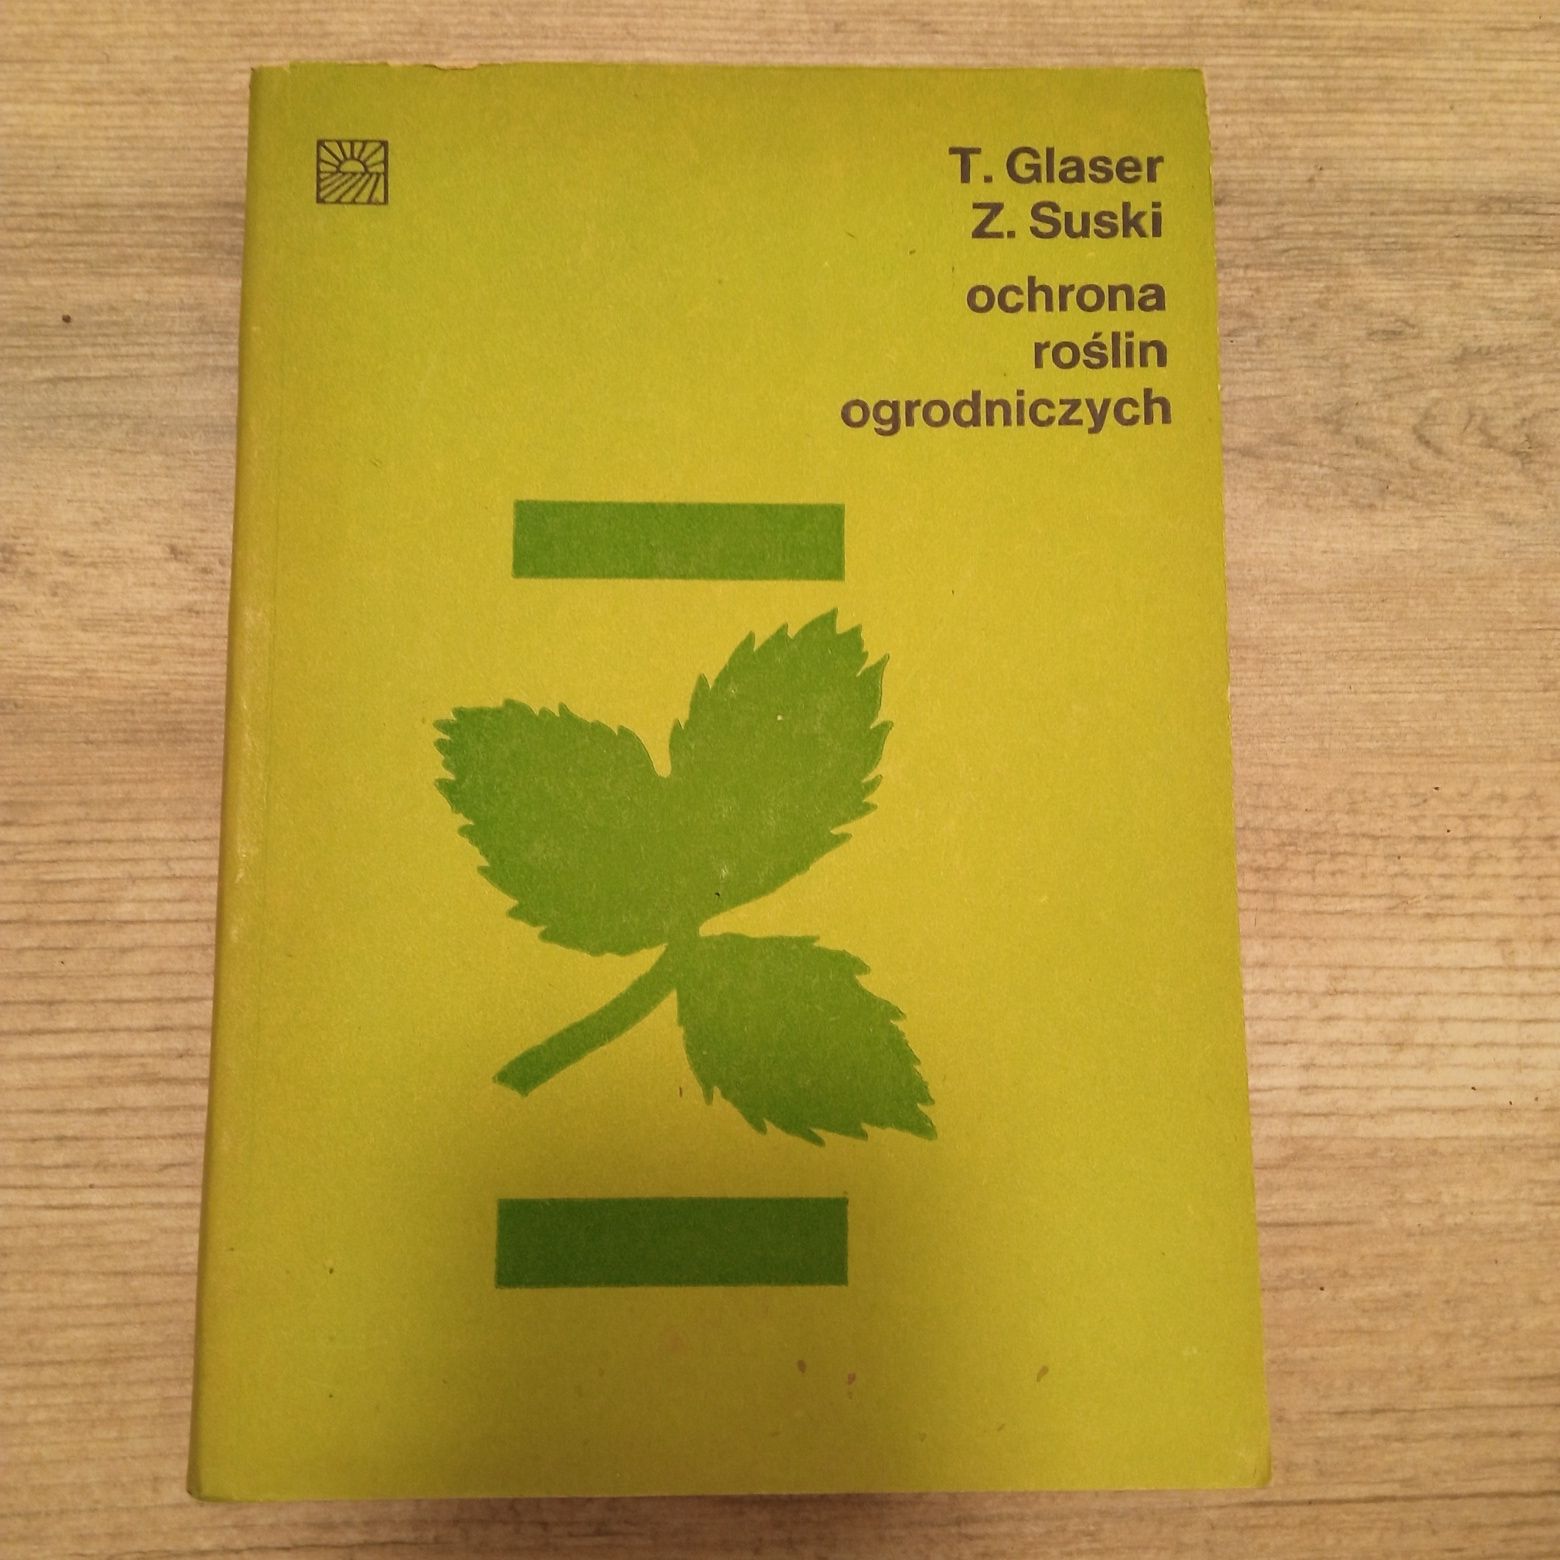 T. Glaser
Z. Suski
ochrona
roślin
ogrodniczych